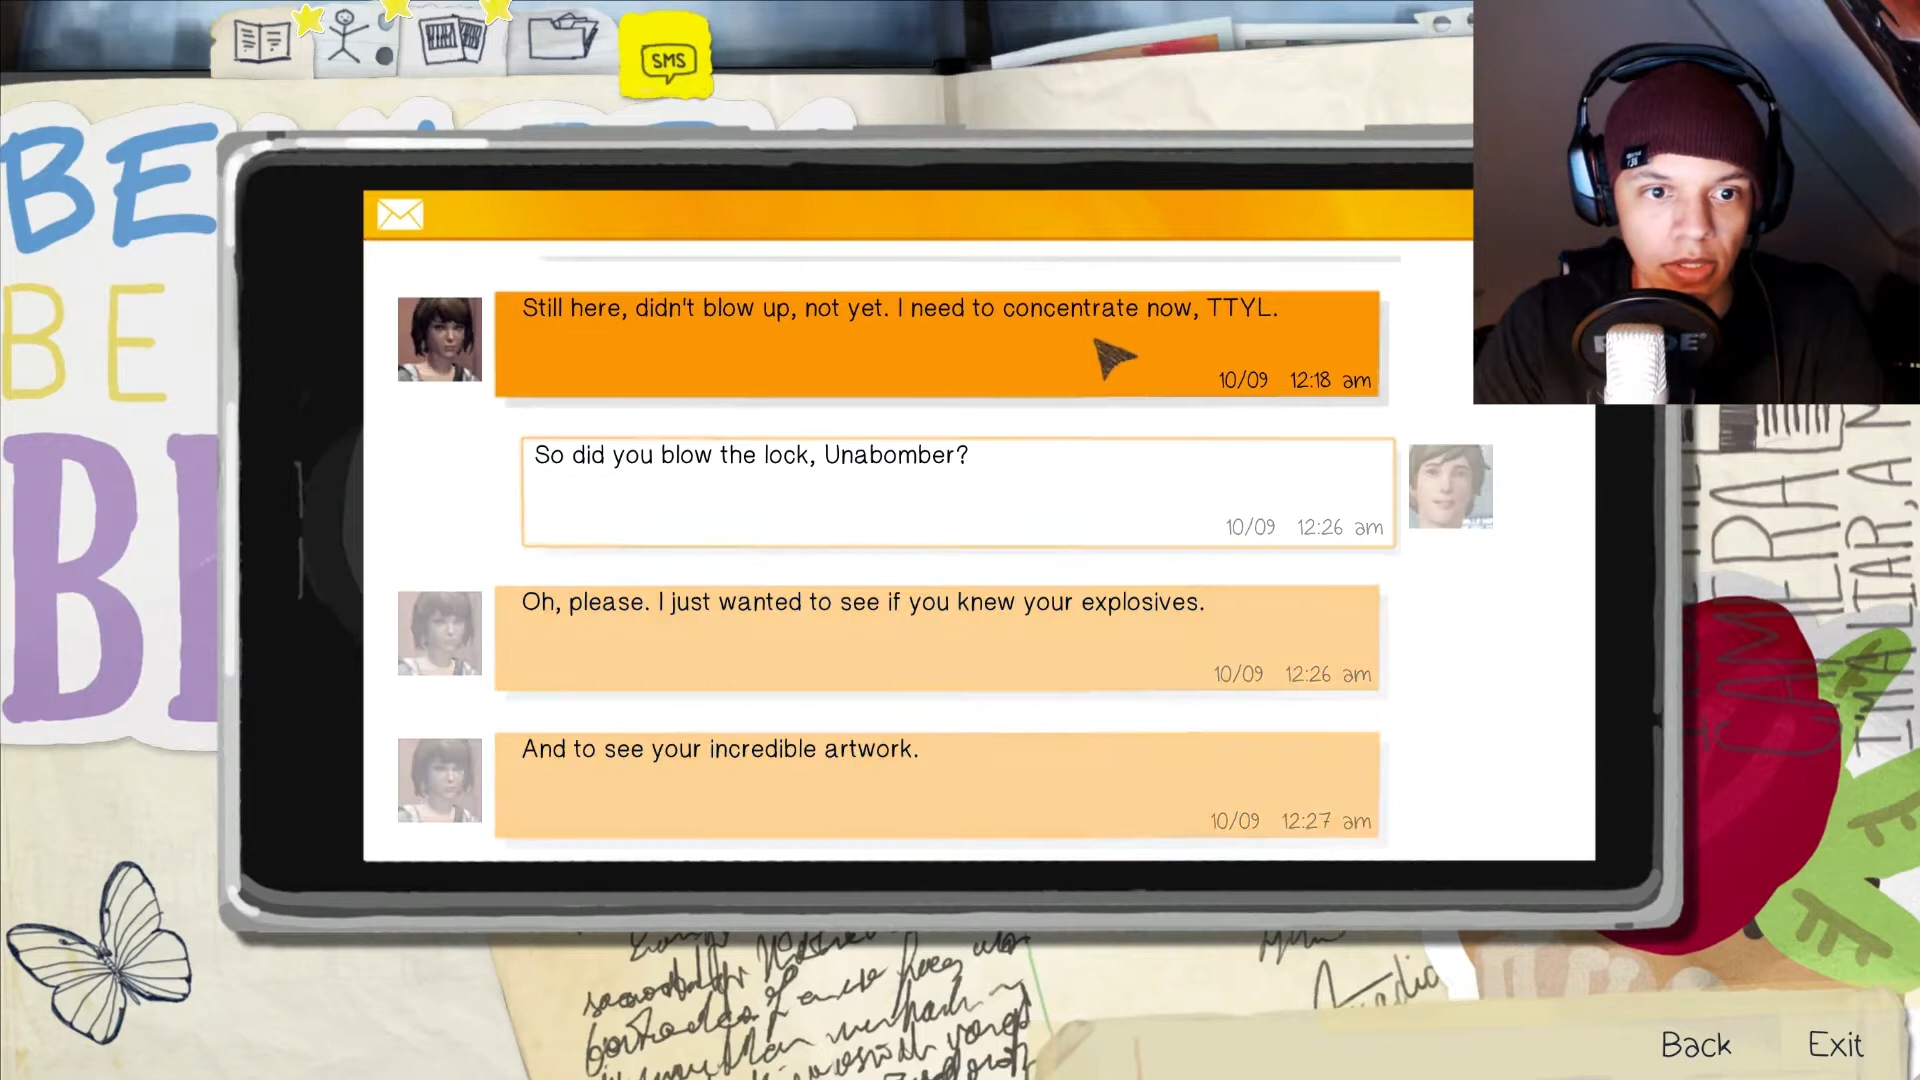 SMS
BE
BE
Still here, didn't blow up, not yet. I need to concentrate now, TTYL.
10/09 12:18 am
So did you blow the lock, Unabomber?
10/09 12:26 am
Oh, please. I just wanted to see if you knew your explosives.
10/09 12:26 am
And to see your incredible artwork.
10/09 12:27 am
CAMERA
LIAR, A
Back
Exit